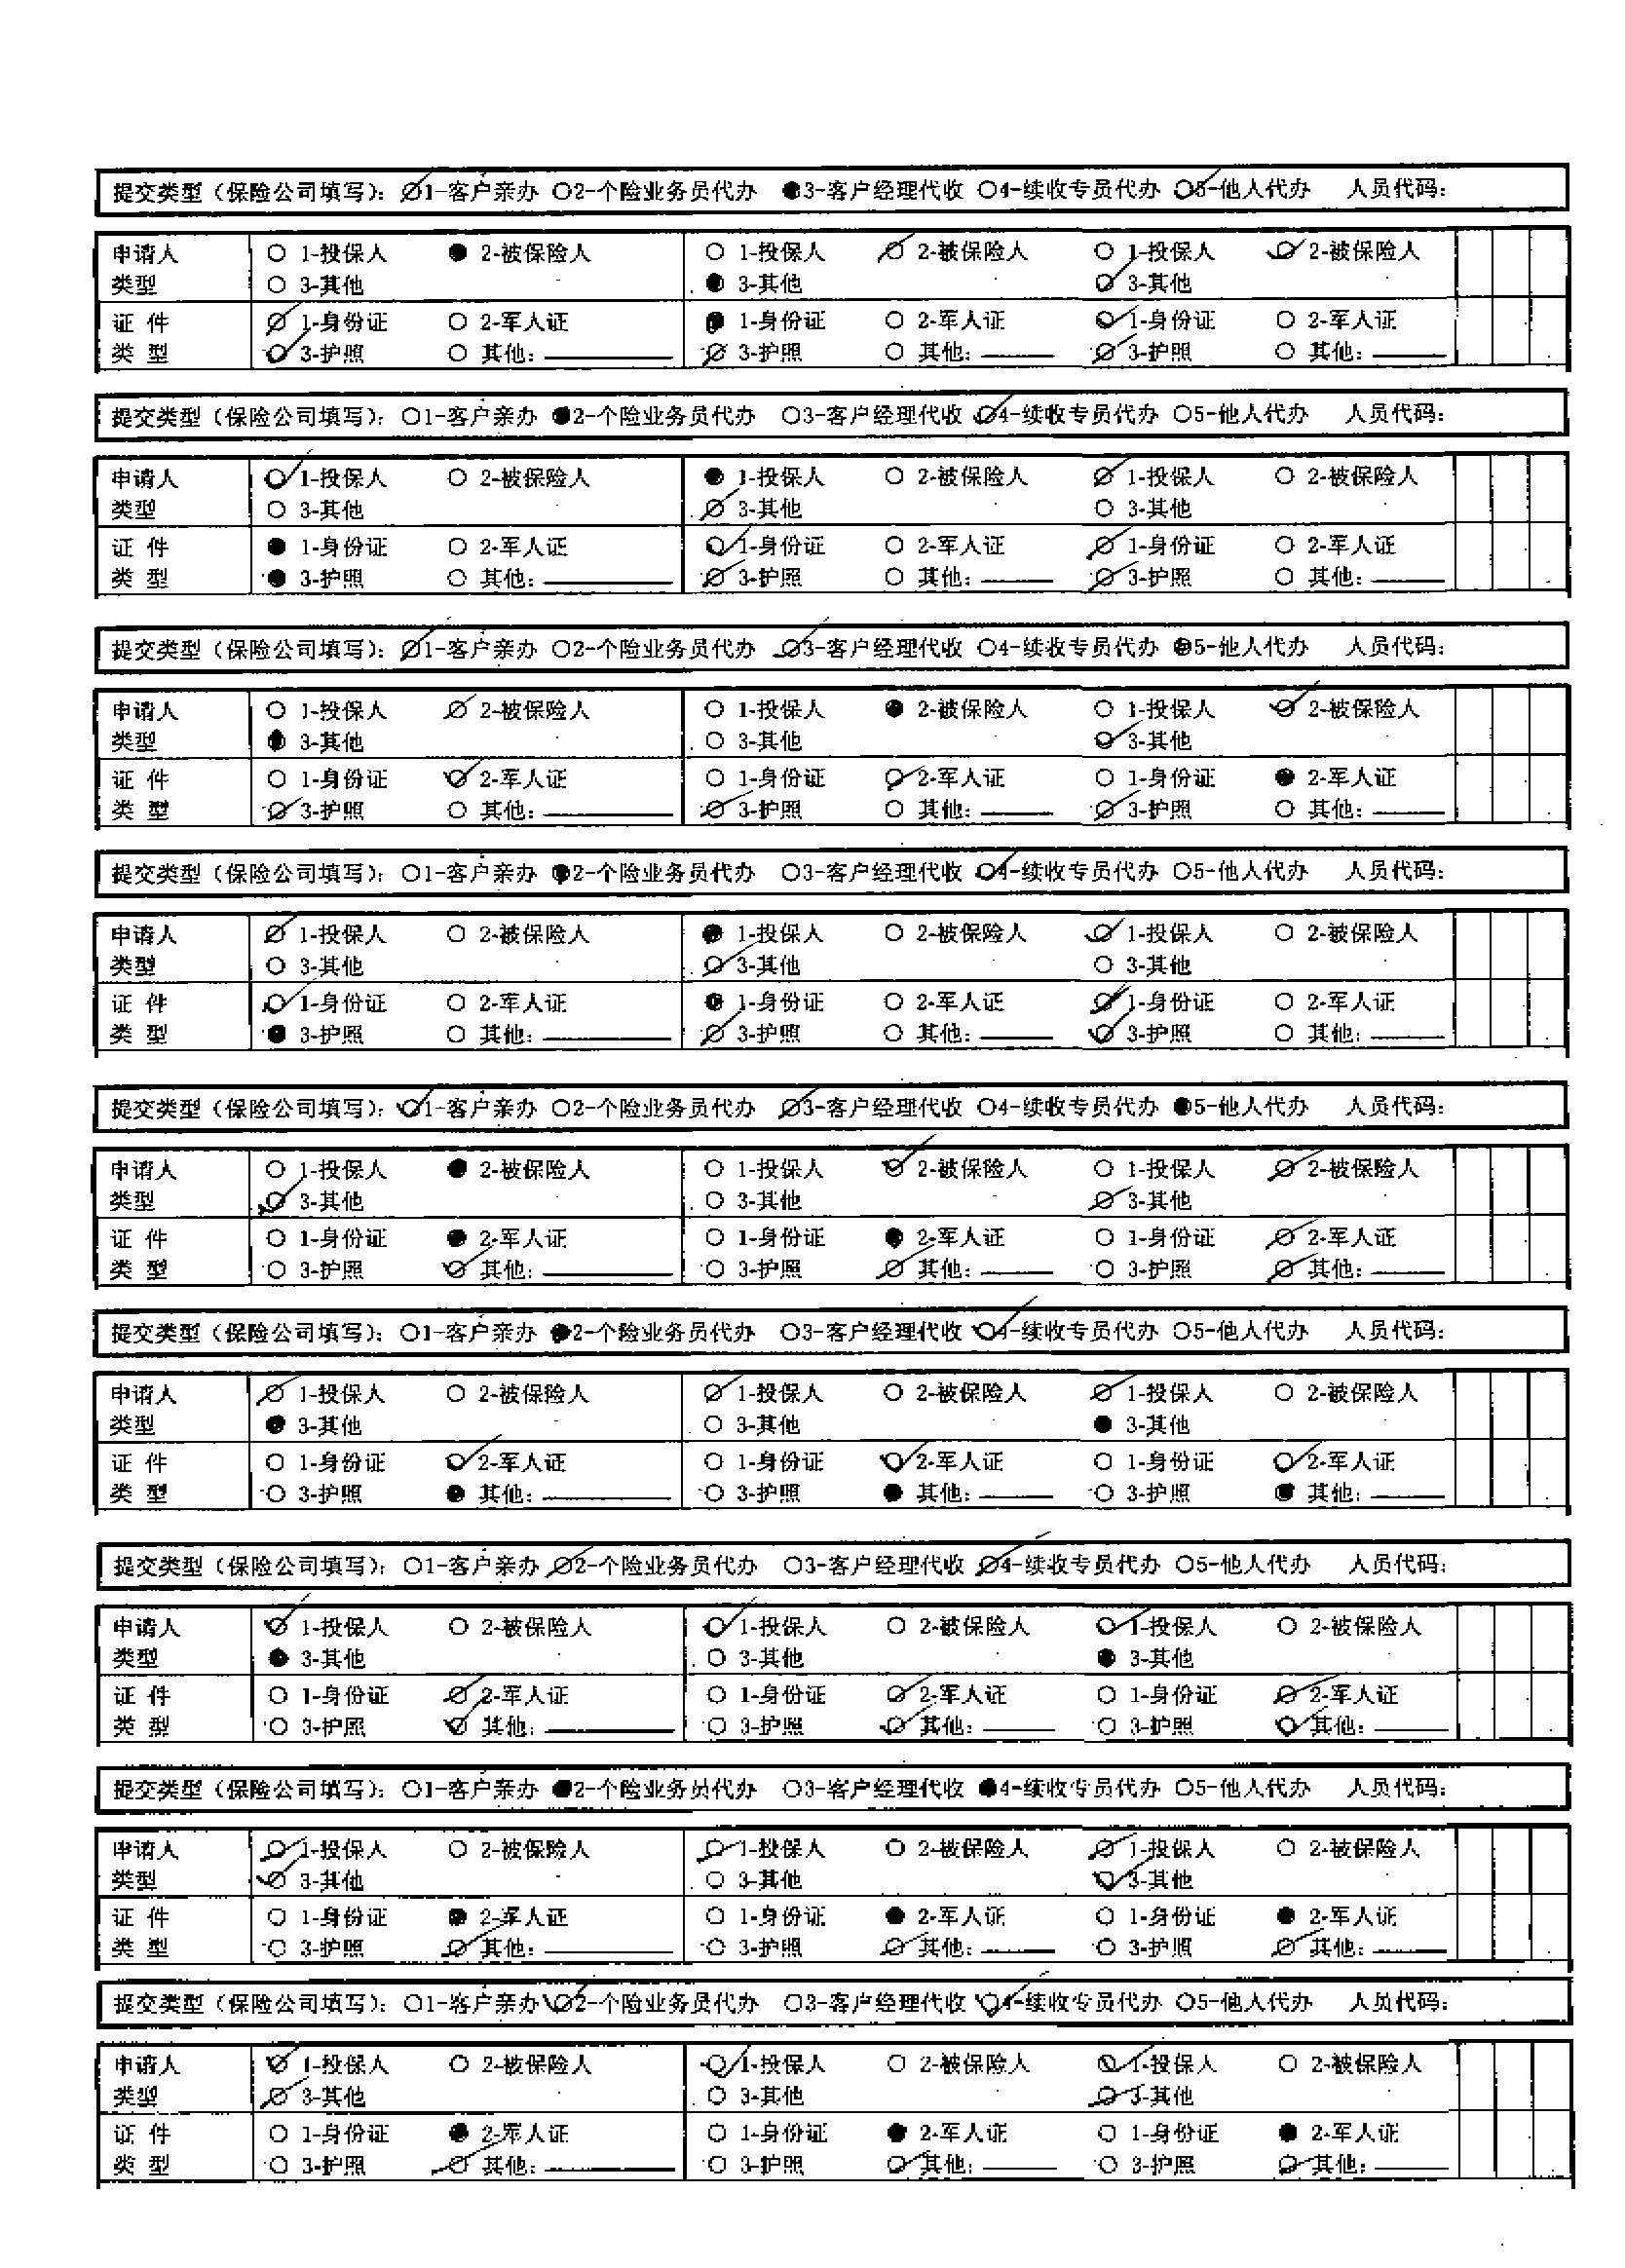 提交类型（保险公司填写）：○1-客户亲办 ○2-个险业务员代办 ●3-客户经理代收 ○4-续收专员代办 ○5-他人代办 人员代码：
申请人 ○ 1-投保人 ● 2-被保险人 ○ 1-投保人 ○ 2-被保险人 ○ 1-投保人 ○ 2-被保险人
类型 ○ 3-其他 ● 3-其他 ○ 3-其他
证 件 ○ 1-身份证 ○ 2-军人证 ● 1-身份证 ○ 2-军人证 ○ 1-身份证 ○ 2-军人证
类 型 ○ 3-护照 ○ 其他：______ ○ 3-护照 ○ 其他：____ ○ 3-护照 ○ 其他：____
提交类型（保险公司填写）：○1-客户亲办 ●2-个险业务员代办 ○3-客户经理代收 ○4-续收专员代办 ○5-他人代办 人员代码：
申请人 ○ 1-投保人 ○ 2-被保险人 ● 1-投保人 ○ 2-被保险人 ○ 1-投保人 ○ 2-被保险人
类型 ○ 3-其他 ○ 3-其他 ○ 3-其他
证 件 ● 1-身份证 ○ 2-军人证 ○ 1-身份证 ○ 2-军人证 ○ 1-身份证 ○ 2-军人证
类 型 ● 3-护照 ○ 其他：______ ○ 3-护照 ○ 其他：____ ○ 3-护照 ○ 其他：____
提交类型（保险公司填写）：○1-客户亲办 ○2-个险业务员代办 ○3-客户经理代收 ○4-续收专员代办 ●5-他人代办 人员代码：
申请人 ○ 1-投保人 ○ 2-被保险人 ○ 1-投保人 ● 2-被保险人 ○ 1-投保人 ○ 2-被保险人
类型 ● 3-其他 ○ 3-其他 ○ 3-其他
证 件 ○ 1-身份证 ○ 2-军人证 ○ 1-身份证 ○ 2-军人证 ○ 1-身份证 ● 2-军人证
类 型 ○ 3-护照 ○ 其他：______ ○ 3-护照 ○ 其他：____ ○ 3-护照 ○ 其他：____
提交类型（保险公司填写）：○1-客户亲办 ●2-个险业务员代办 ○3-客户经理代收 ○4-续收专员代办 ○5-他人代办 人员代码：
申请人 ○ 1-投保人 ○ 2-被保险人 ● 1-投保人 ○ 2-被保险人 ○ 1-投保人 ○ 2-被保险人
类型 ○ 3-其他 ○ 3-其他 ○ 3-其他
证 件 ○ 1-身份证 ○ 2-军人证 ● 1-身份证 ○ 2-军人证 ○ 1-身份证 ○ 2-军人证
类 型 ● 3-护照 ○ 其他：______ ○ 3-护照 ○ 其他：____ ○ 3-护照 ○ 其他：____
提交类型（保险公司填写）：○1-客户亲办 ○2-个险业务员代办 ○3-客户经理代收 ○4-续收专员代办 ●5-他人代办 人员代码：
申请人 ○ 1-投保人 ● 2-被保险人 ○ 1-投保人 ○ 2-被保险人 ○ 1-投保人 ○ 2-被保险人
类型 ○ 3-其他 ○ 3-其他 ○ 3-其他
证 件 ○ 1-身份证 ● 2-军人证 ○ 1-身份证 ● 2-军人证 ○ 1-身份证 ○ 2-军人证
类 型 ○ 3-护照 ○ 其他：______ ○ 3-护照 ○ 其他：____ ○ 3-护照 ○ 其他：____
提交类型（保险公司填写）：○1-客户亲办 ●2-个险业务员代办 ○3-客户经理代收 ○4-续收专员代办 ○5-他人代办 人员代码：
申请人 ○ 1-投保人 ○ 2-被保险人 ○ 1-投保人 ○ 2-被保险人 ○ 1-投保人 ○ 2-被保险人
类型 ● 3-其他 ○ 3-其他 ● 3-其他
证 件 ○ 1-身份证 ○ 2-军人证 ○ 1-身份证 ○ 2-军人证 ○ 1-身份证 ○ 2-军人证
类 型 ○ 3-护照 ● 其他：______ ○ 3-护照 ● 其他：____ ○ 3-护照 ● 其他：____
提交类型（保险公司填写）：○1-客户亲办 ○2-个险业务员代办 ○3-客户经理代收 ○4-续收专员代办 ○5-他人代办 人员代码：
申请人 ○ 1-投保人 ○ 2-被保险人 ○ 1-投保人 ○ 2-被保险人 ○ 1-投保人 ○ 2-被保险人
类型 ● 3-其他 ○ 3-其他 ● 3-其他
证 件 ○ 1-身份证 ○ 2-军人证 ○ 1-身份证 ○ 2-军人证 ○ 1-身份证 ○ 2-军人证
类 型 ○ 3-护照 ○ 其他：______ ○ 3-护照 ○ 其他：____ ○ 3-护照 ○ 其他：____
提交类型（保险公司填写）：○1-客户亲办 ●2-个险业务员代办 ○3-客户经理代收 ●4-续收专员代办 ○5-他人代办 人员代码：
申请人 ○ 1-投保人 ○ 2-被保险人 ○ 1-投保人 ○ 2-被保险人 ○ 1-投保人 ○ 2-被保险人
类型 ○ 3-其他 ○ 3-其他 ○ 3-其他
证 件 ○ 1-身份证 ● 2-军人证 ○ 1-身份证 ● 2-军人证 ○ 1-身份证 ● 2-军人证
类 型 ○ 3-护照 ○ 其他：______ ○ 3-护照 ○ 其他：____ ○ 3-护照 ○ 其他：____
提交类型（保险公司填写）：○1-客户亲办 ○2-个险业务员代办 ○3-客户经理代收 ○4-续收专员代办 ○5-他人代办 人员代码：
申请人 ○ 1-投保人 ○ 2-被保险人 ○ 1-投保人 ○ 2-被保险人 ○ 1-投保人 ○ 2-被保险人
类型 ○ 3-其他 ○ 3-其他 ○ 3-其他
证 件 ○ 1-身份证 ● 2-军人证 ○ 1-身份证 ● 2-军人证 ○ 1-身份证 ● 2-军人证
类 型 ○ 3-护照 ○ 其他：______ ○ 3-护照 ○ 其他：____ ○ 3-护照 ○ 其他：____